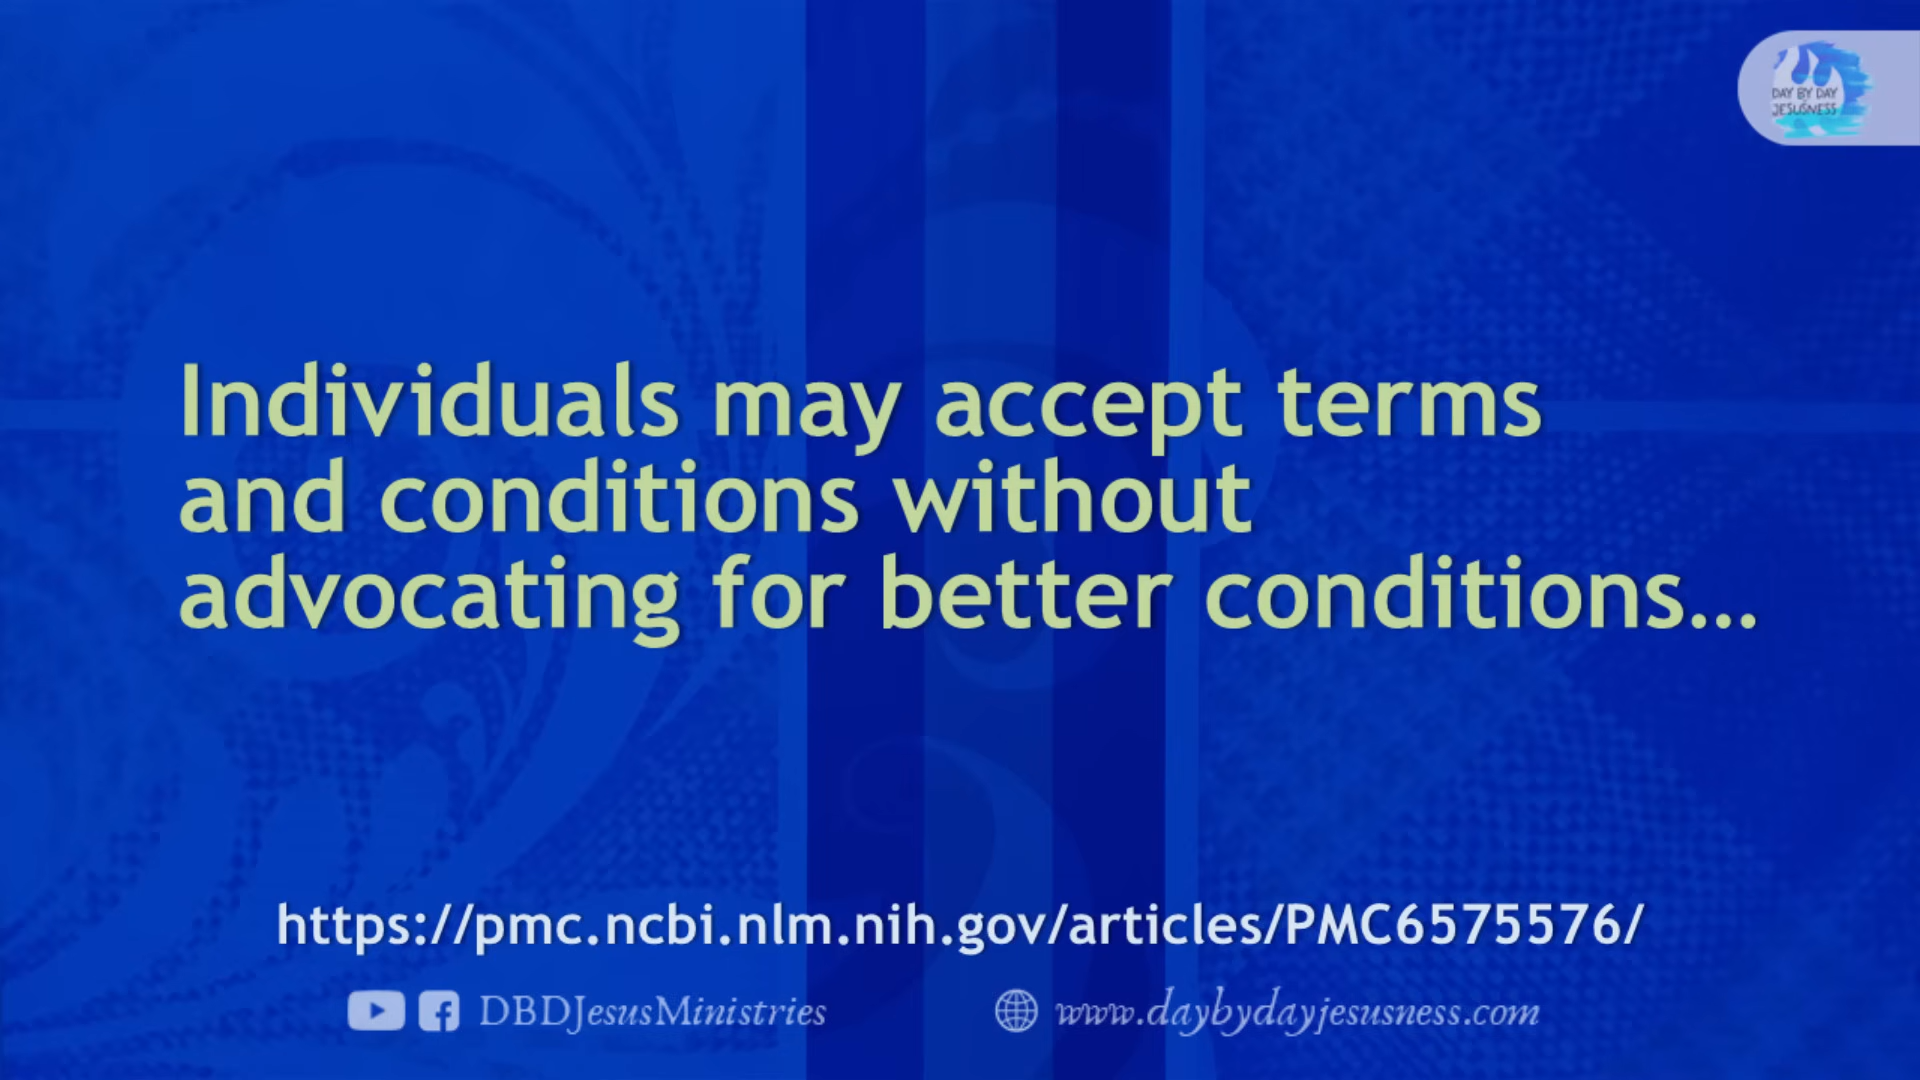 DAY BY DAY
JESUSNESS
Individuals may accept terms
and conditions without
advocating for better conditions...
https://pmc.ncbi.nlm.nih.gov/articles/PMC6575576/
DBDJesusMinistries
www.daybydayjesusness.com